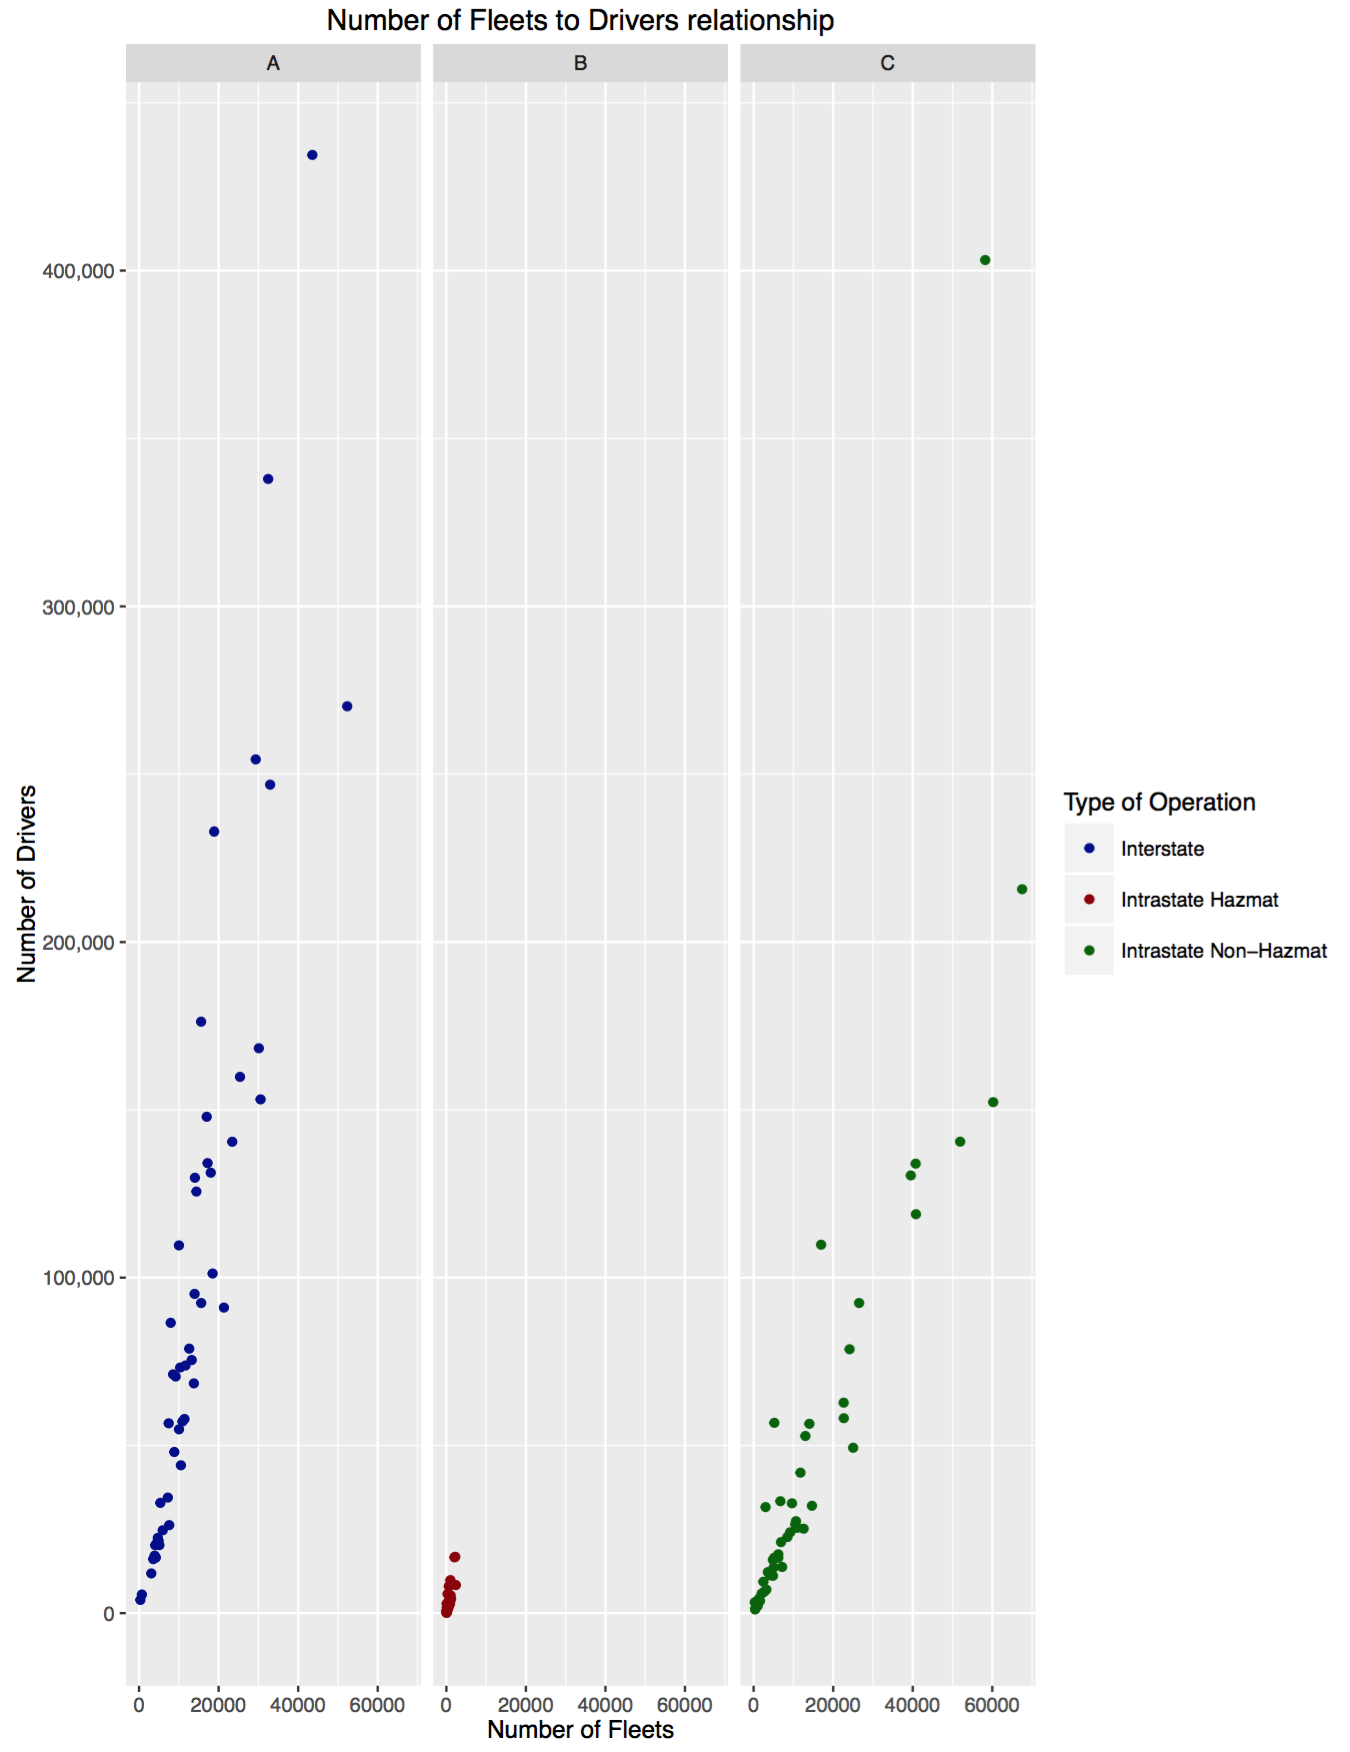 Number of Fleets to Drivers relationship
A B C
400,000
300,000
200,000
100,000
0
Number of Drivers
0 20000 40000 60000 0 20000 40000 60000 0 20000 40000 60000
Number of Fleets
Type of Operation
Interstate
Intrastate Hazmat
Intrastate Non−Hazmat